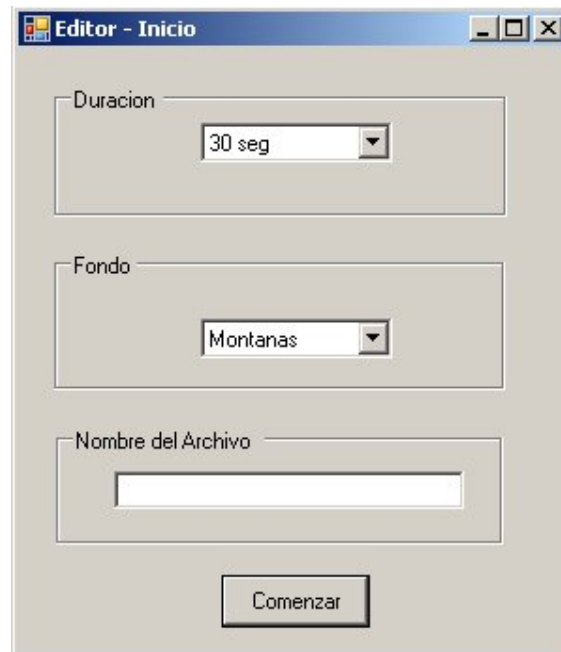 Editor - Inicio
Duracion
30 seg
Fondo
Montanas
Nombre del Archivo
Comenzar